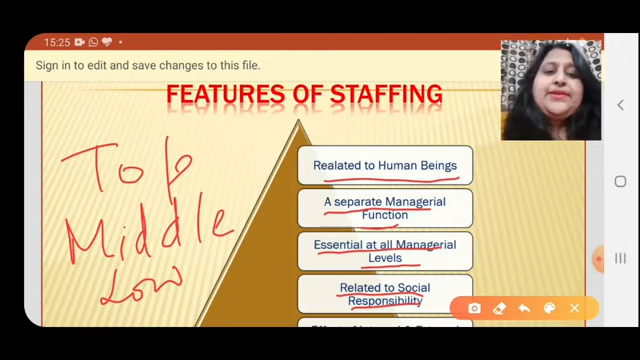 15:25
Sign in to edit and save changes to this file.
FEATURES OF STAFFING
Top
Middle
Low
Realated to Human Beings
A separate Managerial
Function
Essential at all Managerial
Levels
Related to Social
Responsibility